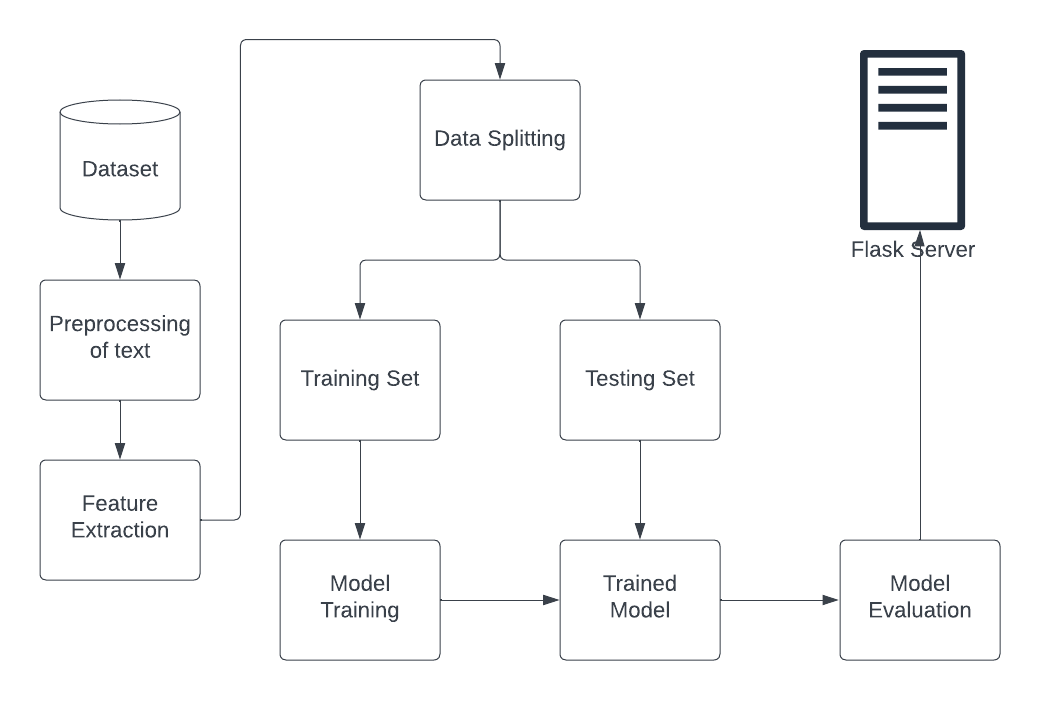 Dataset
Preprocessing
of text
Feature
Extraction
Data Splitting
Training Set
Testing Set
Model
Training
Trained
Model
Model
Evaluation
Flask Server